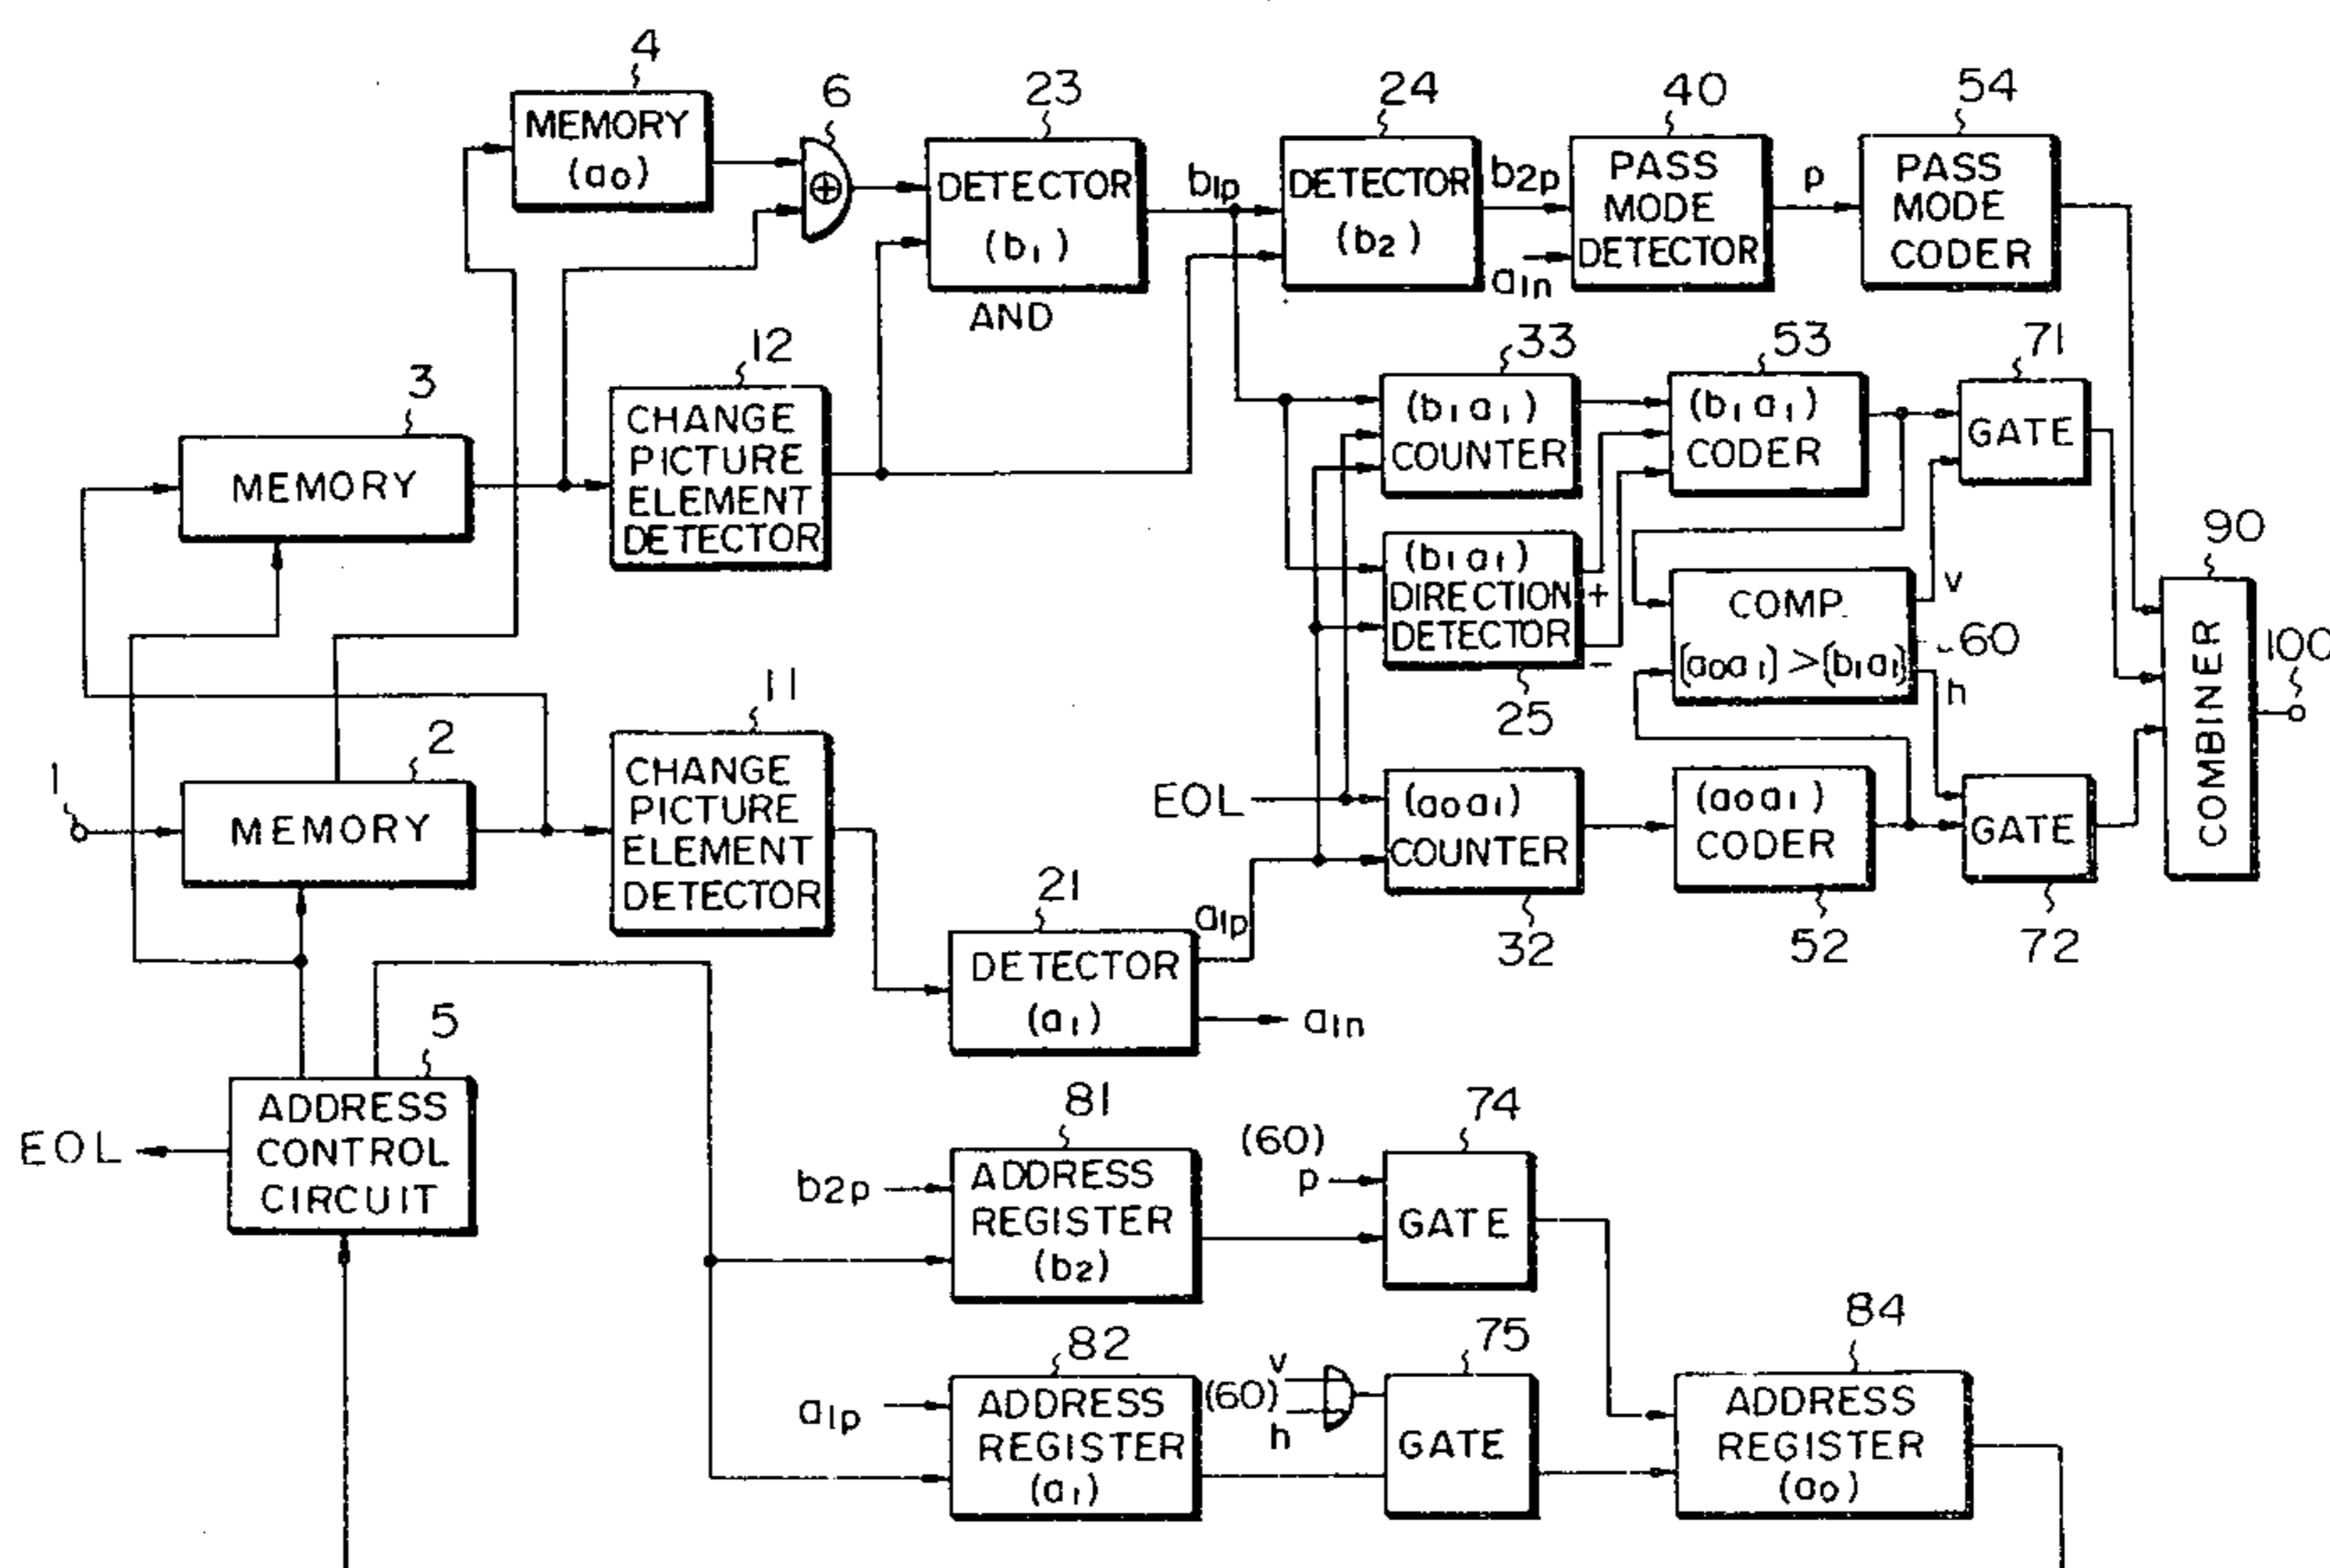 4
MEMORY
(a0)
6
⊕
23
DETECTOR
(b1)
AND
b1p
24
DETECTOR
(b2)
b2p
a1n
40
PASS
MODE
DETECTOR
p
54
PASS
MODE
CODER
3
MEMORY
12
CHANGE
PICTURE
ELEMENT
DETECTOR
33
(b1a1)
COUNTER
53
(b1a1)
CODER
71
GATE
(b1a1)
DIRECTION
DETECTOR
+
-
25
COMP.
(a0a1)>(b1a1)
v
60
h
90
COMBINER
100
1
2
MEMORY
11
CHANGE
PICTURE
ELEMENT
DETECTOR
EOL
(a0a1)
COUNTER
32
(a0a1)
CODER
52
GATE
72
21
DETECTOR
(a1)
a1p
a1n
5
ADDRESS
CONTROL
CIRCUIT
EOL
81
b2p
ADDRESS
REGISTER
(b2)
(60)
p
74
GATE
82
a1p
ADDRESS
REGISTER
(a1)
v
(60)
h
75
GATE
84
ADDRESS
REGISTER
(a0)